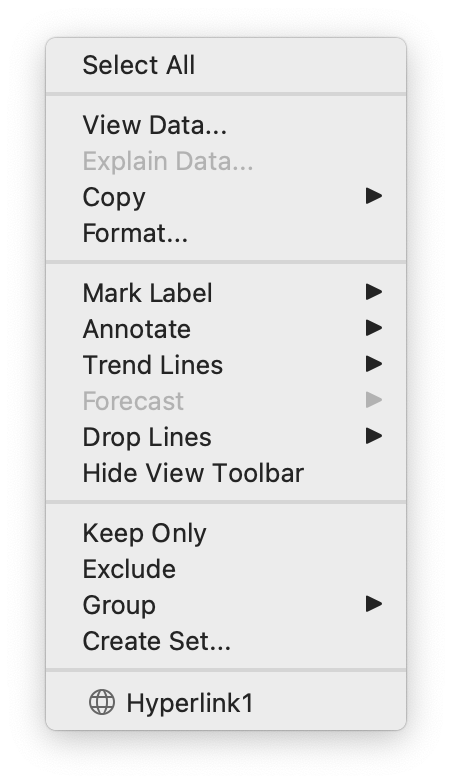 Select All
View Data...
Explain Data...
Copy
Format...
Mark Label
Annotate
Trend Lines
Forecast
Drop Lines
Hide View Toolbar
Keep Only
Exclude
Group
Create Set...
Hyperlink1